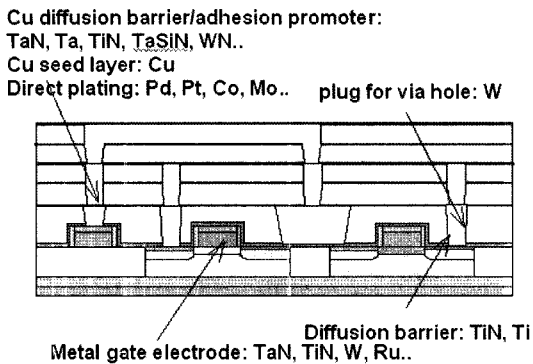 Cu diffusion barrier/adhesion promoter:
TaN, Ta, TiN, TaSiN, WN..
Cu seed layer: Cu
Direct plating: Pd, Pt, Co, Mo..
plug for via hole: W
Diffusion barrier: TiN, Ti
Metal gate electrode: TaN, TiN, W, Ru..